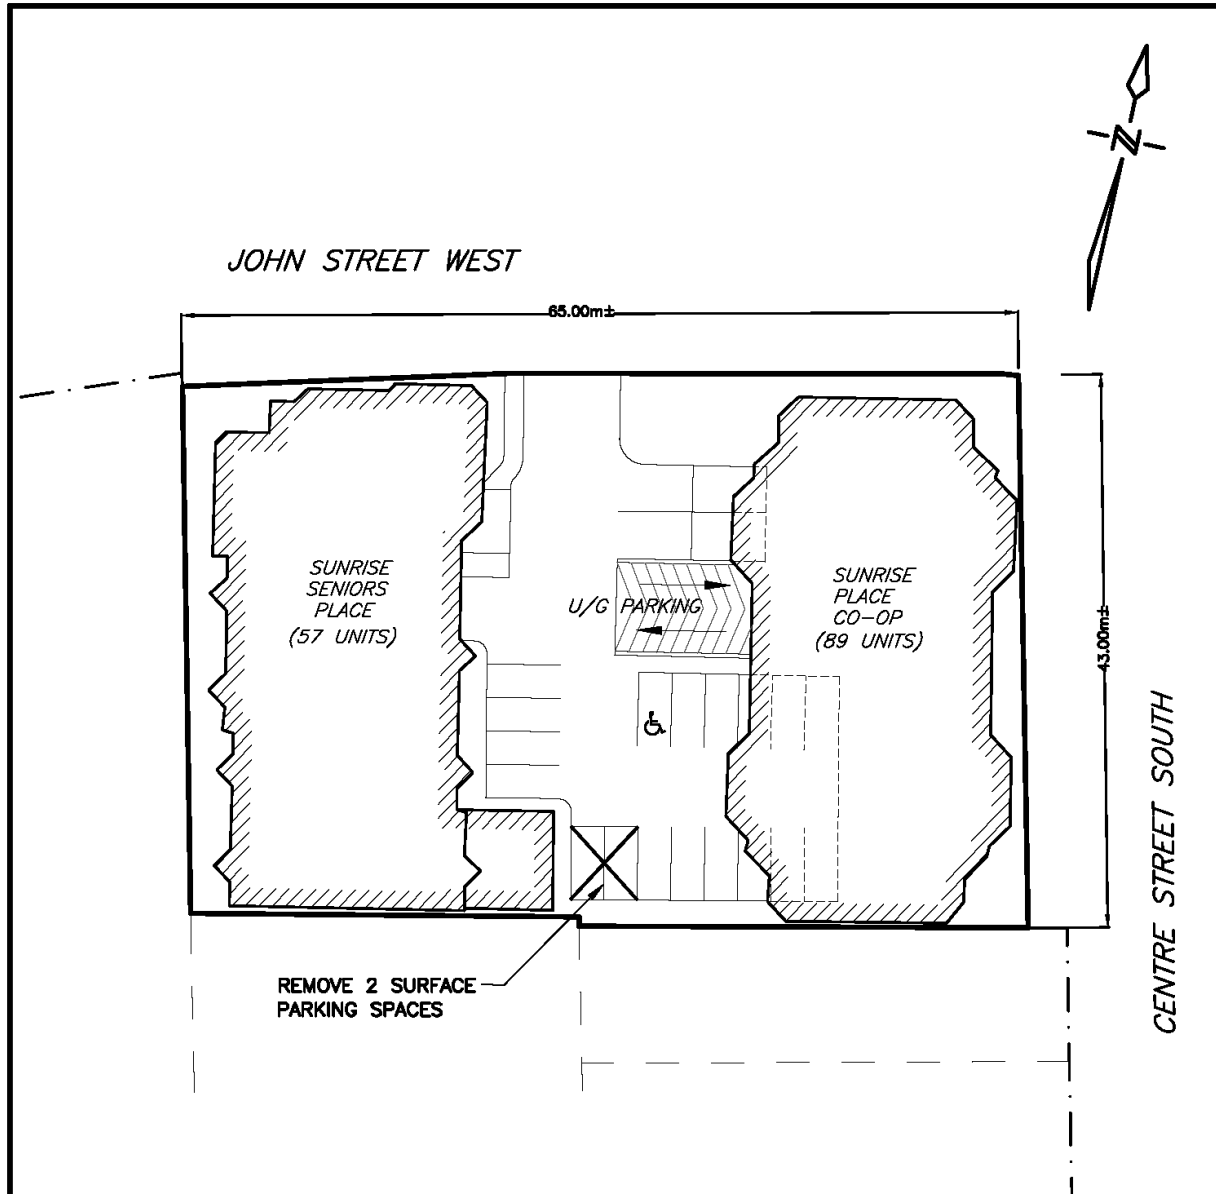 N
JOHN STREET WEST
65.00m±
SUNRISE
SENIORS
PLACE
(57 UNITS)
U/G PARKING
SUNRISE
PLACE
CO-OP
(89 UNITS)
43.00m±
CENTRE STREET SOUTH
REMOVE 2 SURFACE
PARKING SPACES